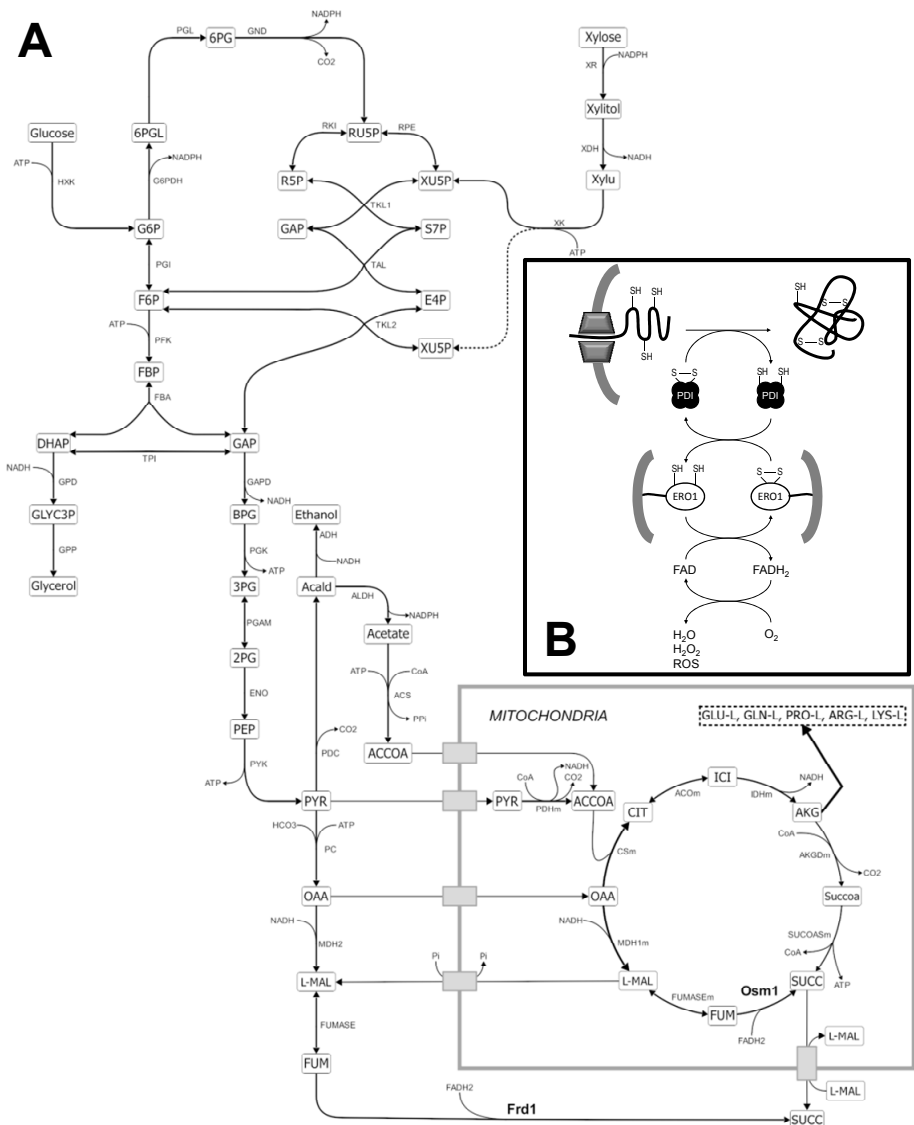 A
NADPH
PGL
6PG
GND
CO2
Xylose
XR
NADPH
Xylitol
XDH
NADH
Xylu
Glucose
ATP
HXK
6PGL
NADPH
G6PDH
RKI
RU5P
RPE
R5P
XU5P
TKL1
G6P
GAP
S7P
XK
ATP
PGI
TAL
F6P
E4P
ATP
PFK
TKL2
XU5P
FBP
FBA
DHAP
GAP
TPI
NADH
GPD
GAPD
NADH
GLYC3P
BPG
Ethanol
ADH
NADH
GPP
PGK
ATP
Glycerol
3PG
Acald
ALDH
NADPH
PGAM
Acetate
2PG
ATP
CoA
ACS
PPi
ENO
PEP
CO2
PDC
ACCOA
PYK
ATP
PYR
HCO3
ATP
PC
OAA
NADH
MDH2
Pi
Pi
L-MAL
FUMASE
FUM
FADH2
Frd1
SUCC
B
SH
SH
SH
SH
S—S
S—S
S—S
PDI
SH
SH
PDI
SH
SH
ERO1
S—S
ERO1
FAD
FADH2
H2O
H2O2
ROS
O2
MITOCHONDRIA
GLU-L, GLN-L, PRO-L, ARG-L, LYS-L
CoA
NADH
CO2
PYR
PDHm
ACCOA
CIT
ACOm
ICI
IDHm
NADH
AKG
CoA
AKGDm
CO2
CSm
OAA
Succoa
NADH
MDH1m
SUCOASm
CoA
ATP
L-MAL
FUMASEm
FUM
Osm1
FADH2
SUCC
L-MAL
L-MAL